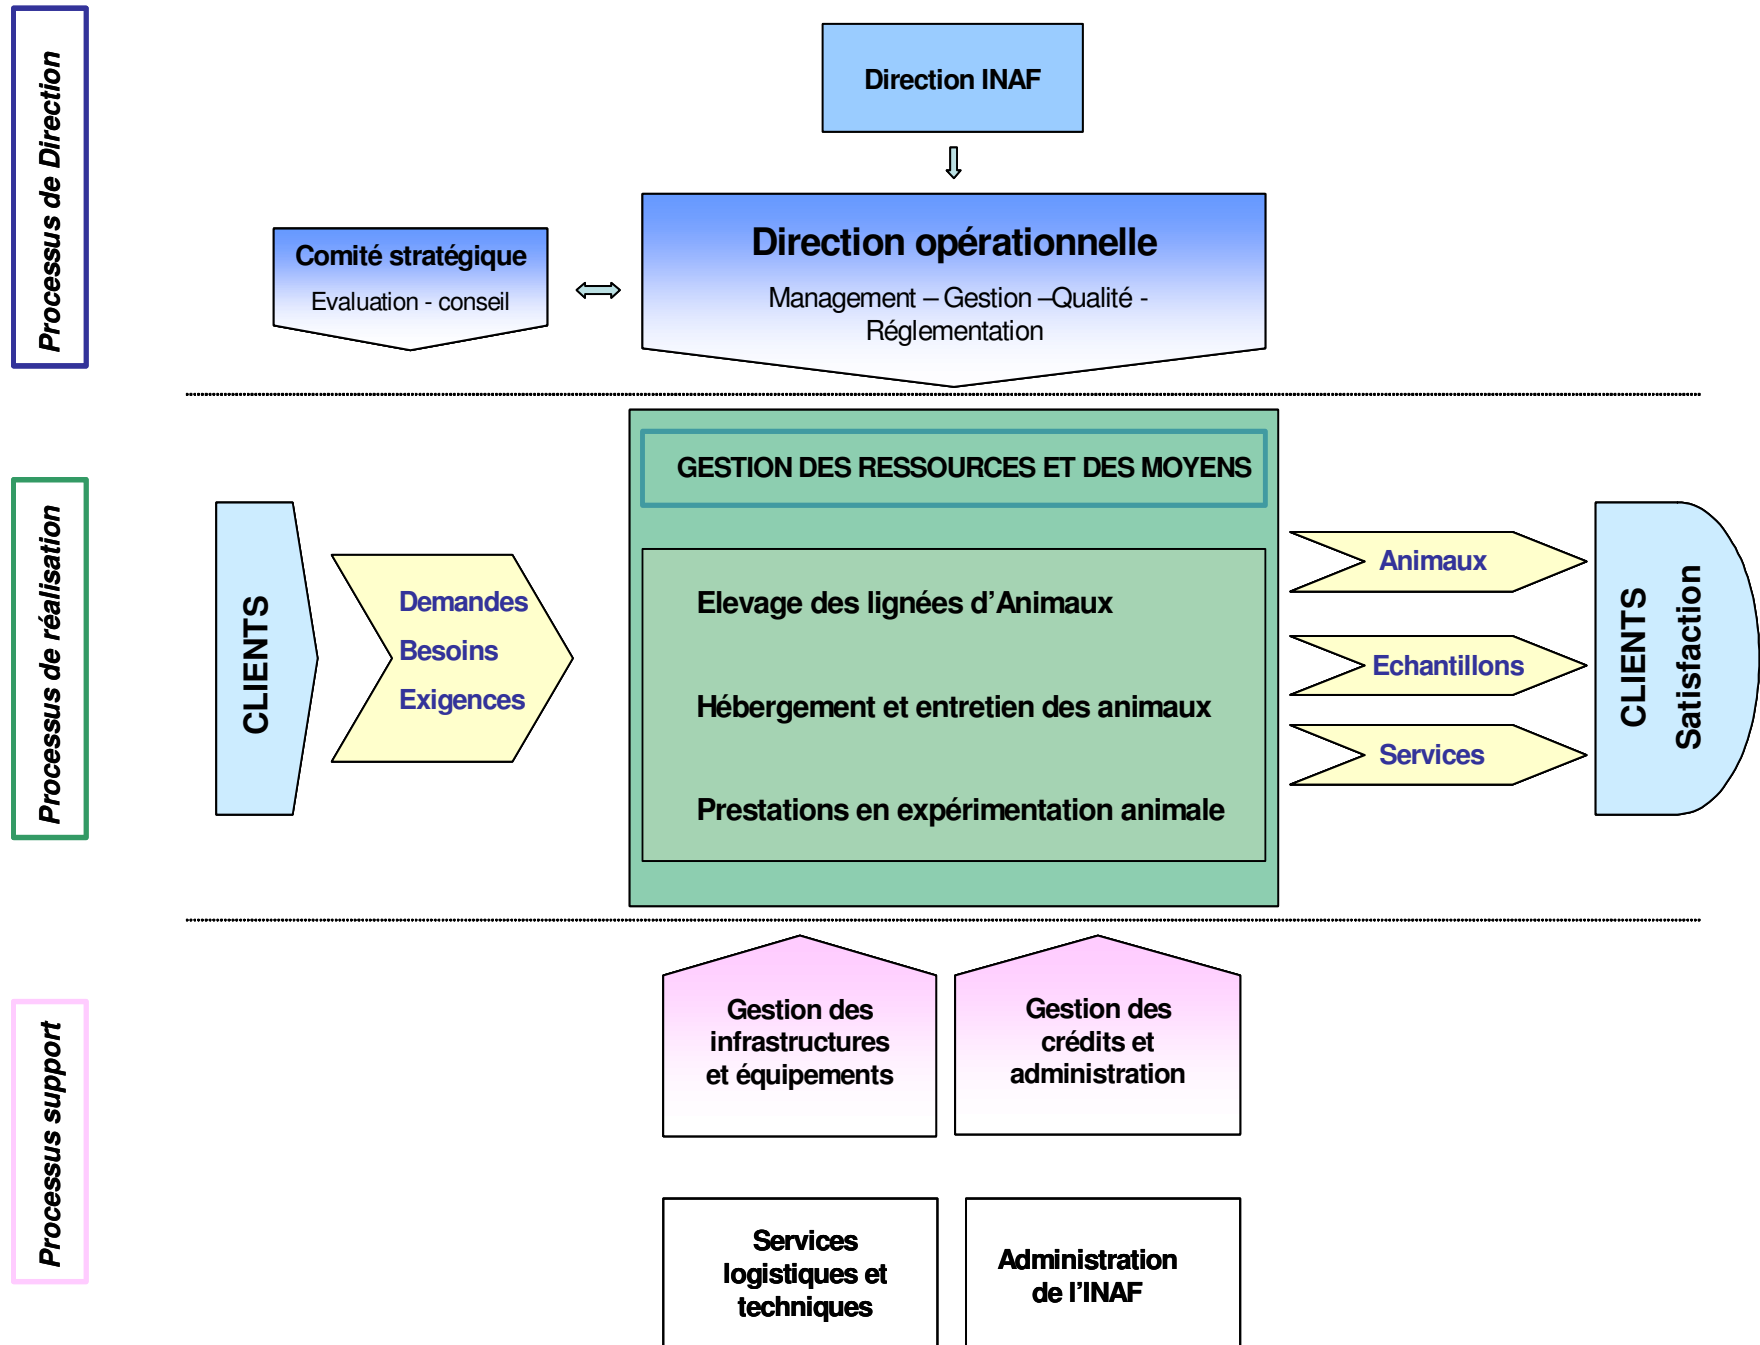 Processus de Direction
Direction INAF
Comité stratégique
Evaluation - conseil
Direction opérationnelle
Management – Gestion –Qualité -
Réglementation
Processus de réalisation
CLIENTS
Demandes
Besoins
Exigences
GESTION DES RESSOURCES ET DES MOYENS
Elevage des lignées d'Animaux
Hébergement et entretien des animaux
Prestations en expérimentation animale
Animaux
Echantillons
Services
CLIENTS
Satisfaction
Processus support
Gestion des
infrastructures
et équipements
Gestion des
crédits et
administration
Services
logistiques et
techniques
Administration
de l'INAF